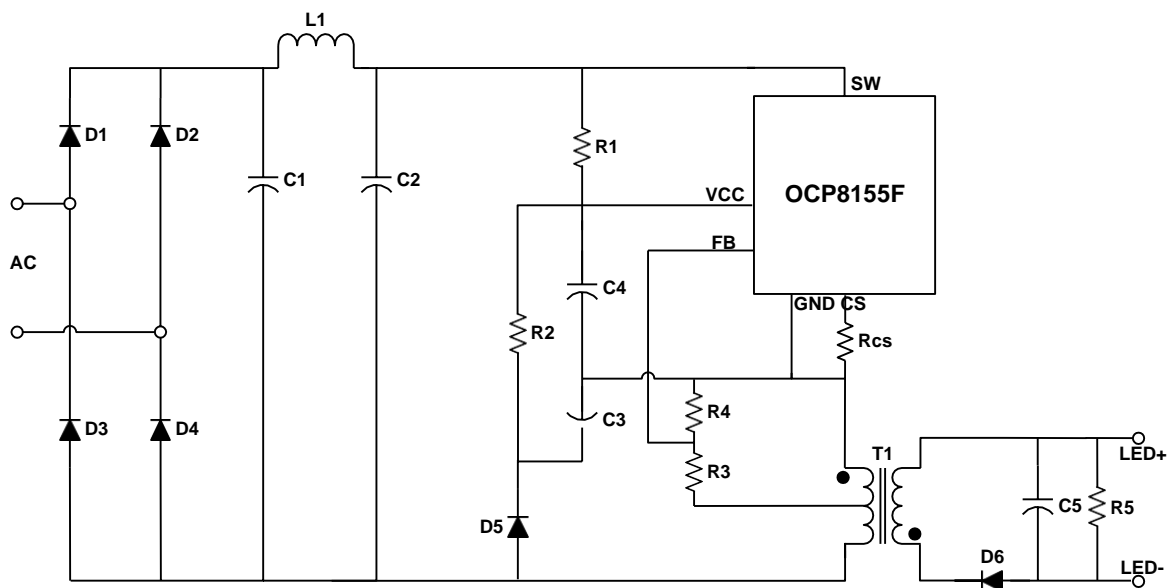 L1
SW
D1
D2
R1
C1
C2
VCC
OCP8155F
FB
AC
C4
GND CS
R2
Rcs
D3
D4
C3
R4
R3
T1
LED+
D5
C5
R5
D6
LED-